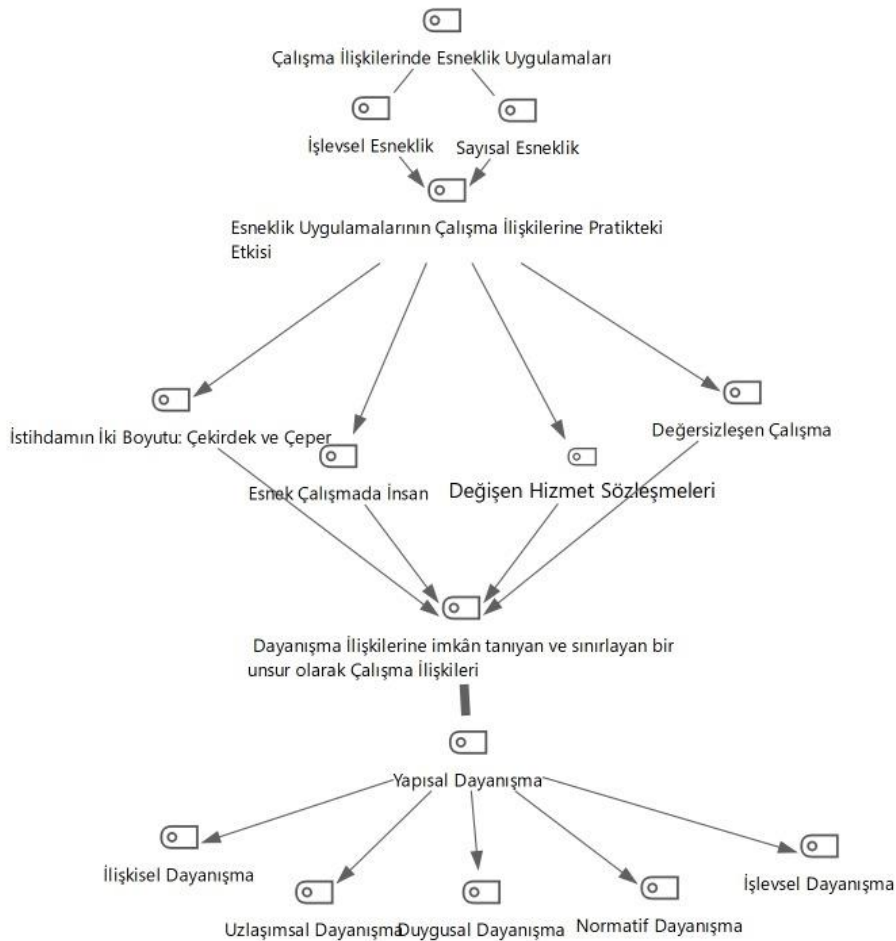 Çalışma İlişkilerinde Esneklik Uygulamaları
İşlevsel Esneklik
Sayısal Esneklik
Esneklik Uygulamalarının Çalışma İlişkilerine Pratikteki
Etkisi
İstihdamın İki Boyutu: Çekirdek ve Çeper
Değersizleşen Çalışma
Esnek Çalışmada İnsan
Değişen Hizmet Sözleşmeleri
Dayanışma İlişkilerine imkân tanıyan ve sınırlayan bir
unsur olarak Çalışma İlişkileri
Yapısal Dayanışma
İlişkisel Dayanışma
İşlevsel Dayanışma
Uzlaşımsal Dayanışma
Duygusal Dayanışma
Normatif Dayanışma